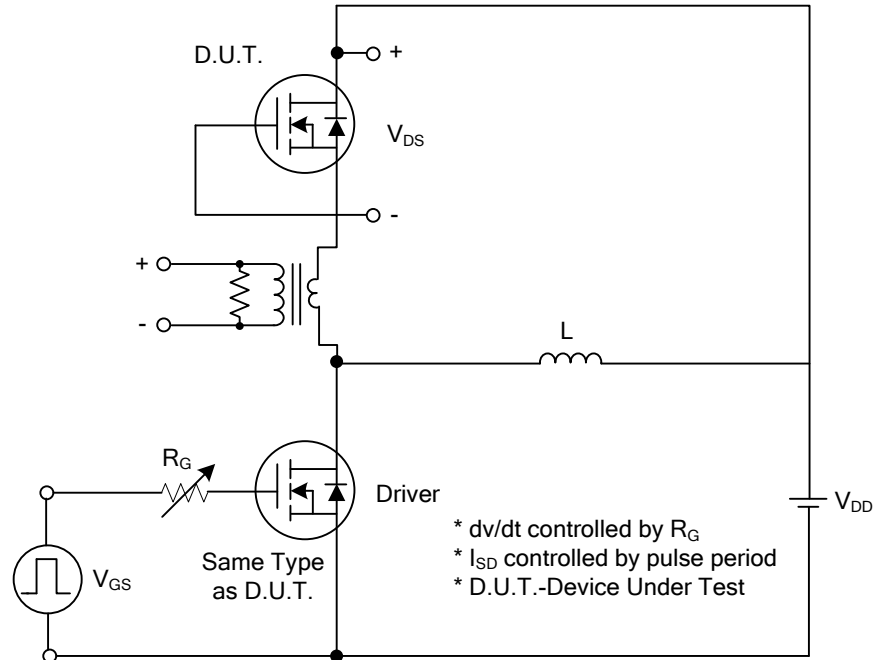 D.U.T.
+
V_DS
-
+
-
L
R_G
Driver
V_DD
* dv/dt controlled by R_G
* I_SD controlled by pulse period
* D.U.T.-Device Under Test
Same Type
as D.U.T.
V_GS